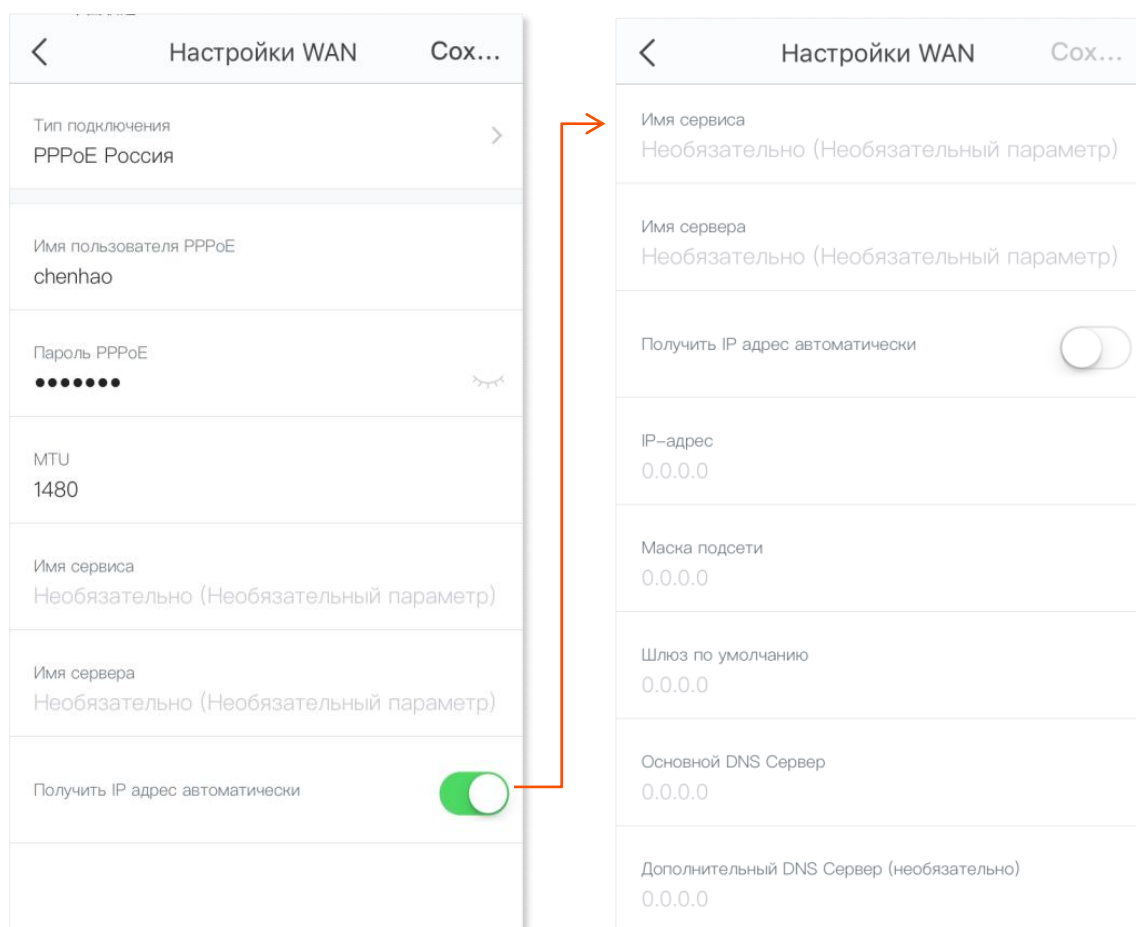 Настройки WAN
Сох...
Тип подключения
PPPoE Россия
Имя пользователя PPPoE
chenhao
Пароль PPPoE
•••••••
MTU
1480
Имя сервиса
Необязательно (Необязательный параметр)
Имя сервера
Необязательно (Необязательный параметр)
Получить IP адрес автоматически
Настройки WAN
Сох...
Имя сервиса
Необязательно (Необязательный параметр)
Имя сервера
Необязательно (Необязательный параметр)
Получить IP адрес автоматически
IP-адрес
0.0.0.0
Маска подсети
0.0.0.0
Шлюз по умолчанию
0.0.0.0
Основной DNS Сервер
0.0.0.0
Дополнительный DNS Сервер (необязательно)
0.0.0.0